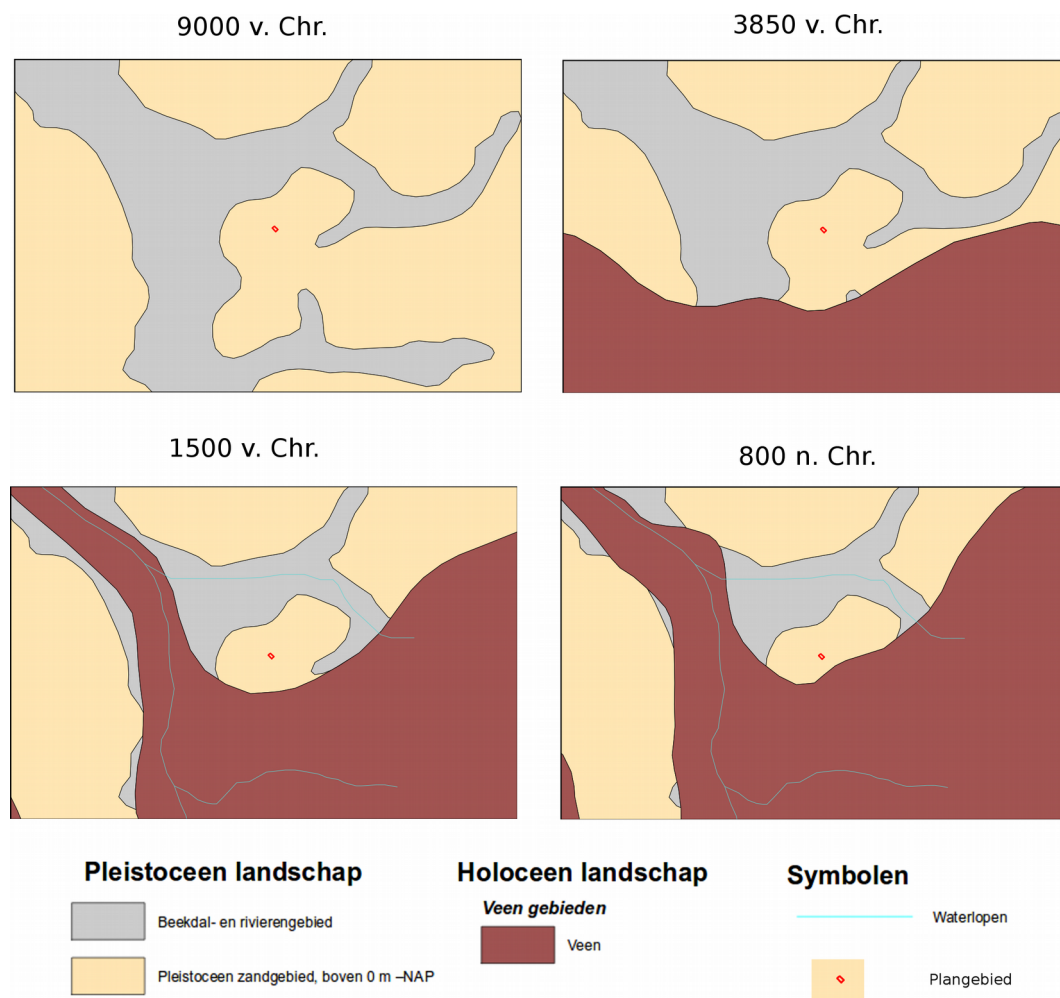 9000 v. Chr.
3850 v. Chr.
1500 v. Chr.
800 n. Chr.
Pleistoceen landschap
Beekdal- en rivierengebied
Pleistoceen zandgebied, boven 0 m –NAP
Holoceen landschap
Veen gebieden
Veen
Symbolen
Waterlopen
Plangebied